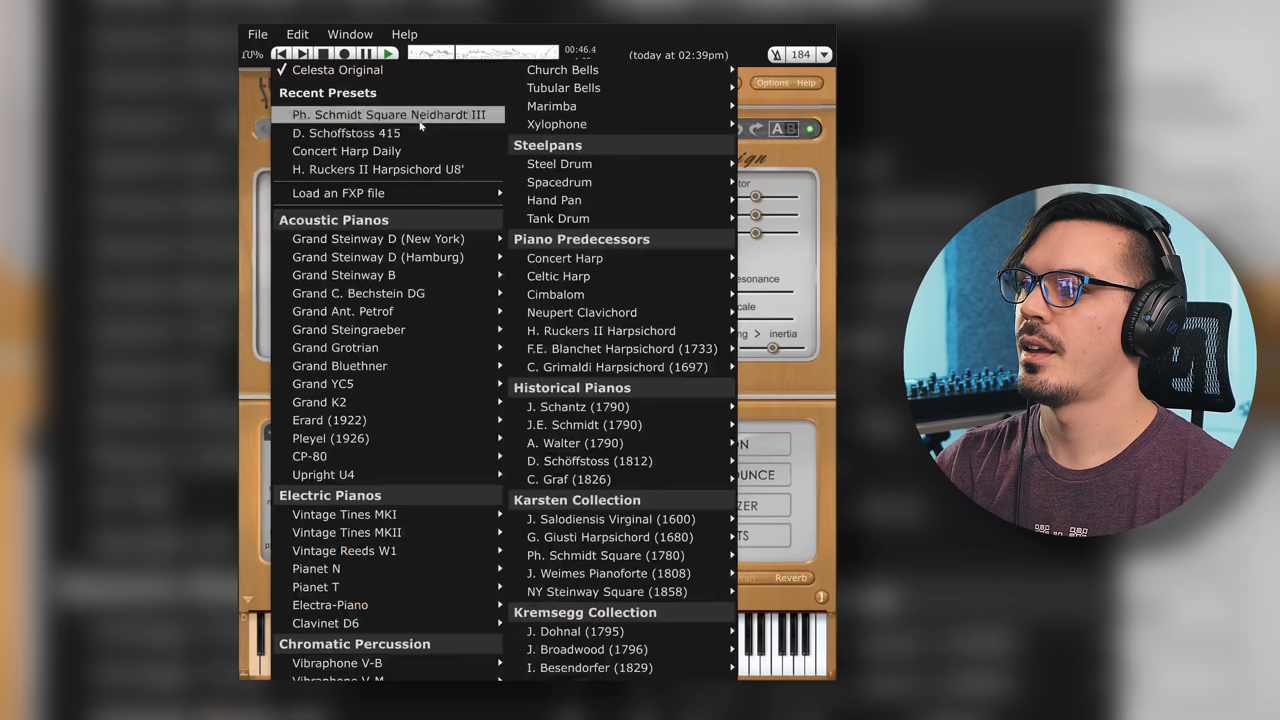 File Edit Window Help
00:46.4
(today at 02:39pm)
184
Celesta Original
Recent Presets
Ph. Schmidt Square Neidhardt III
D. Schoffstoss 415
Concert Harp Daily
H. Ruckers II Harpsichord U8'
Load an FXP file
Acoustic Pianos
Grand Steinway D (New York)
Grand Steinway D (Hamburg)
Grand Steinway B
Grand C. Bechstein DG
Grand Ant. Petrof
Grand Steingraeber
Grand Grotrian
Grand Bluethner
Grand YC5
Grand K2
Erard (1922)
Pleyel (1926)
CP-80
Upright U4
Electric Pianos
Vintage Tines MKI
Vintage Tines MKII
Vintage Reeds W1
Pianet N
Pianet T
Electra-Piano
Clavinet D6
Chromatic Percussion
Vibraphone V-B
Vibraphone V-M
Church Bells
Tubular Bells
Marimba
Xylophone
Steelpans
Steel Drum
Spacedrum
Hand Pan
Tank Drum
Piano Predecessors
Concert Harp
Celtic Harp
Cimbalom
Neupert Clavichord
H. Ruckers II Harpsichord
F.E. Blanchet Harpsichord (1733)
C. Grimaldi Harpsichord (1697)
Historical Pianos
J. Schantz (1790)
J.E. Schmidt (1790)
A. Walter (1790)
D. Schöffstoss (1812)
C. Graf (1826)
Karsten Collection
J. Salodiensis Virginal (1600)
G. Giusti Harpsichord (1680)
Ph. Schmidt Square (1780)
J. Weimes Pianoforte (1808)
NY Steinway Square (1858)
Kremsegg Collection
J. Dohnal (1795)
J. Broadwood (1796)
I. Besendorfer (1829)
Options Help
A B
inertia
Reverb